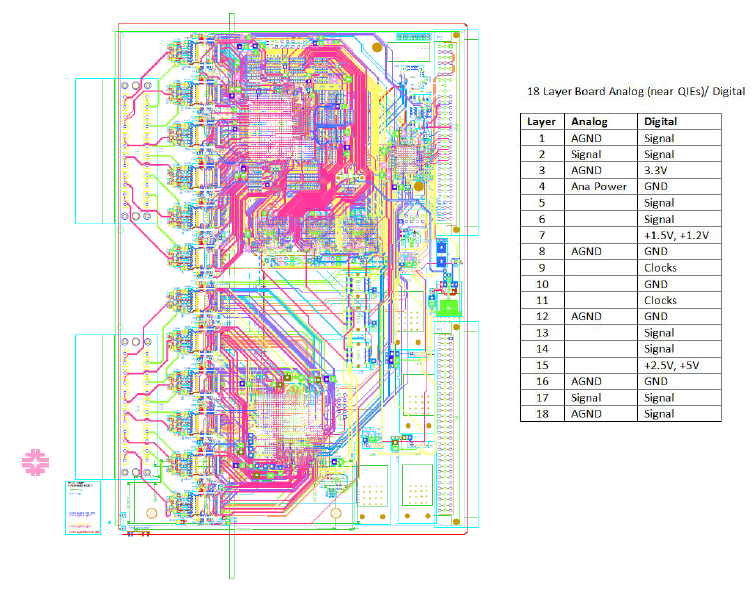 18 Layer Board Analog (near QIEs)/ Digital
Layer Analog Digital
1 AGND Signal
2 Signal Signal
3 AGND 3.3V
4 Ana Power GND
5 Signal
6 Signal
7 +1.5V, +1.2V
8 AGND GND
9 Clocks
10 GND
11 Clocks
12 AGND GND
13 Signal
14 Signal
15 +2.5V, +5V
16 AGND GND
17 Signal Signal
18 AGND Signal